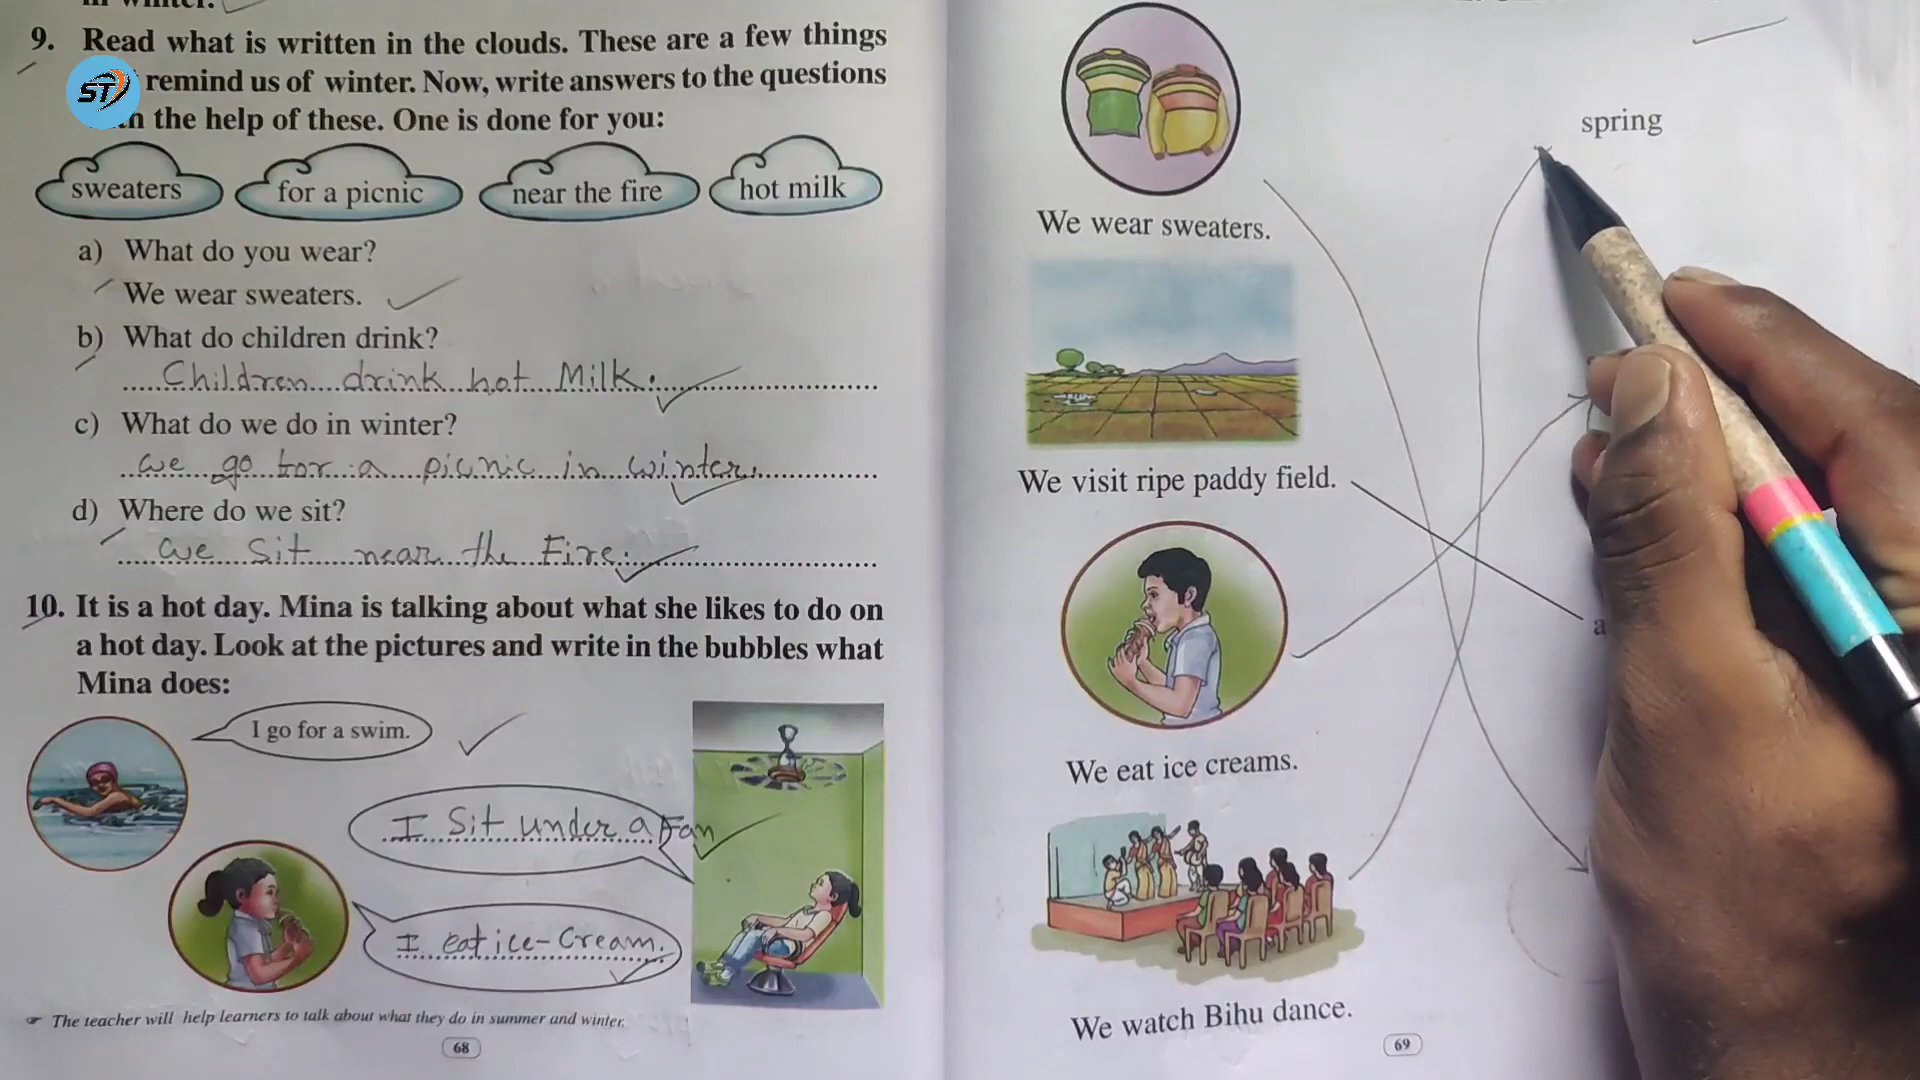 in winter.
9. Read what is written in the clouds. These are a few things
remind us of winter. Now, write answers to the questions
the help of these. One is done for you:
ST
sweaters
for a picnic
near the fire
hot milk
a) What do you wear?
We wear sweaters.
b) What do children drink?
Children drink hot Milk.
c) What do we do in winter?
we go for a picnic in winter.
d) Where do we sit?
we sit near the Fire.
10. It is a hot day. Mina is talking about what she likes to do on
a hot day. Look at the pictures and write in the bubbles what
Mina does:
I go for a swim.
I Sit under a Fan
I eat ice-cream.
The teacher will help learners to talk about what they do in summer and winter.
68
spring
We wear sweaters.
We visit ripe paddy field.
We eat ice creams.
We watch Bihu dance.
69